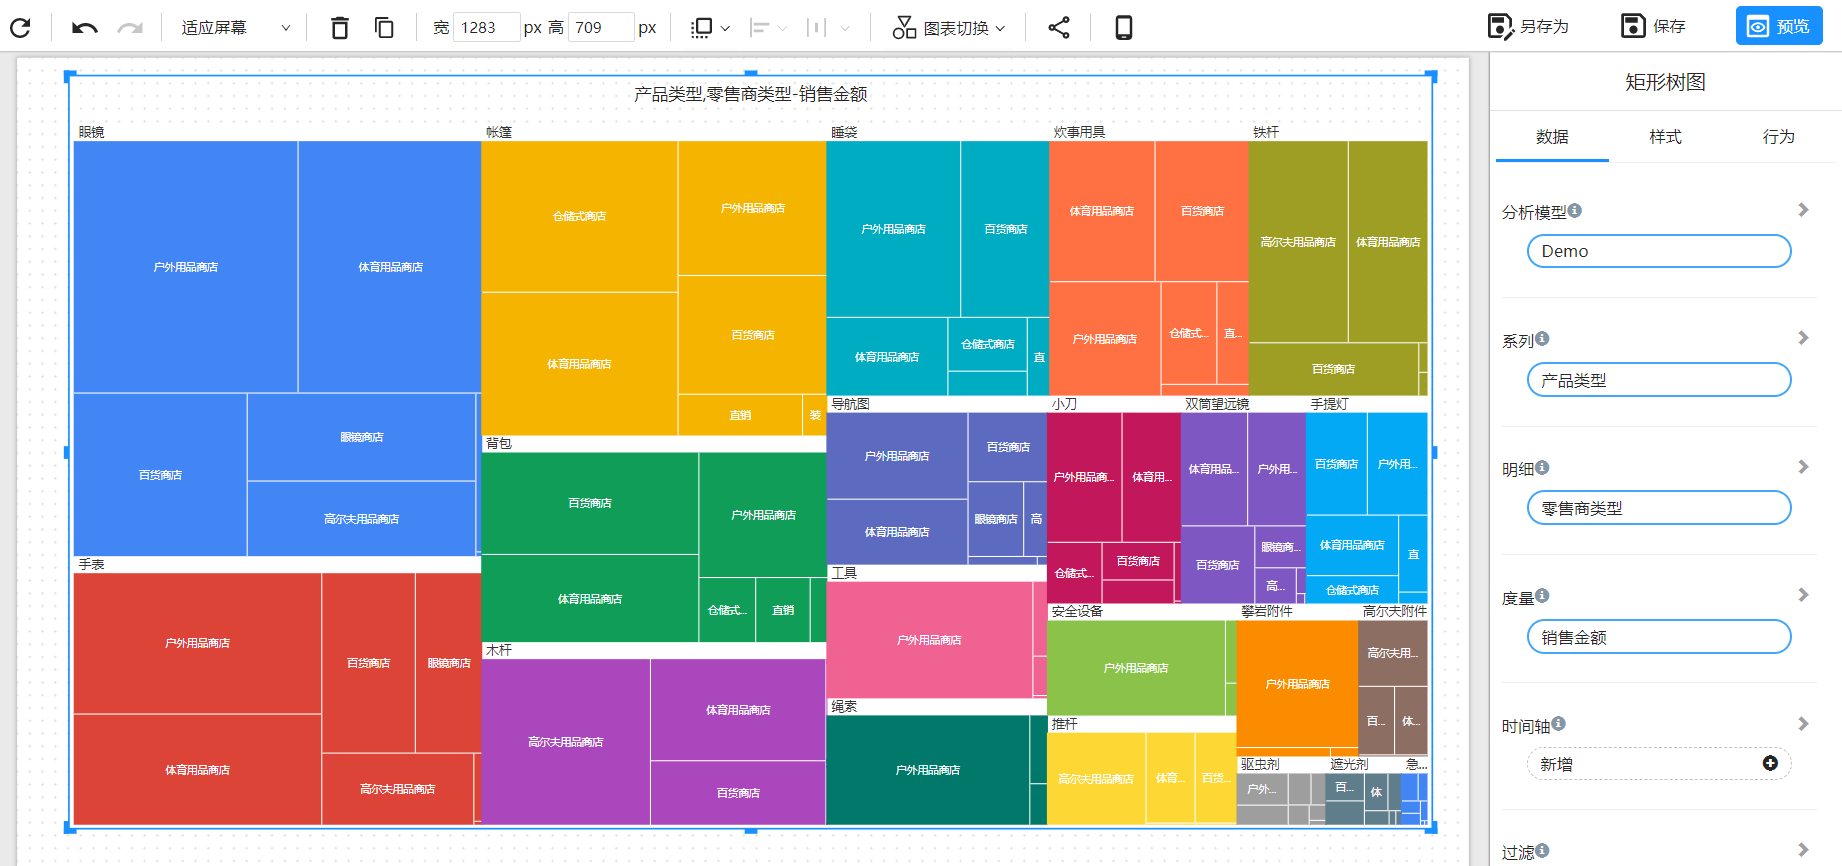 适应屏幕
宽 1283 px 高 709 px
图表切换
另存为
保存
预览
产品类型,零售商类型-销售金额
眼镜
户外用品商店
体育用品商店
百货商店
眼镜商店
高尔夫用品商店
手表
户外用品商店
百货商店
眼镜商店
体育用品商店
高尔夫用品商店
帐篷
仓储式商店
户外用品商店
体育用品商店
百货商店
直销
装
背包
百货商店
户外用品商店
体育用品商店
仓储式...
直销
木杆
高尔夫用品商店
体育用品商店
百货商店
睡袋
户外用品商店
百货商店
体育用品商店
仓储式商店
直
炊事用具
体育用品商店
百货商店
户外用品商店
仓储式...
直...
铁杆
高尔夫用品商店
体育用品商店
百货商店
导航图
户外用品商店
百货商店
体育用品商店
眼镜商店
高
小刀
户外用品商...
体育用...
仓储式...
百货商店
双筒望远镜
体育用品...
户外用...
百货商店
眼镜商...
高...
手提灯
百货商店
户外用...
体育用品商店
直
仓储式商店
工具
户外用品商店
绳索
户外用品商店
安全设备
户外用品商店
攀岩附件
户外用品商店
高尔夫附件
高尔夫用...
百...
体...
推杆
高尔夫用品商店
体育...
百货...
驱虫剂
户外...
遮光剂
百...
体
急...
矩形树图
数据
样式
行为
分析模型
Demo
系列
产品类型
明细
零售商类型
度量
销售金额
时间轴
新增
过滤